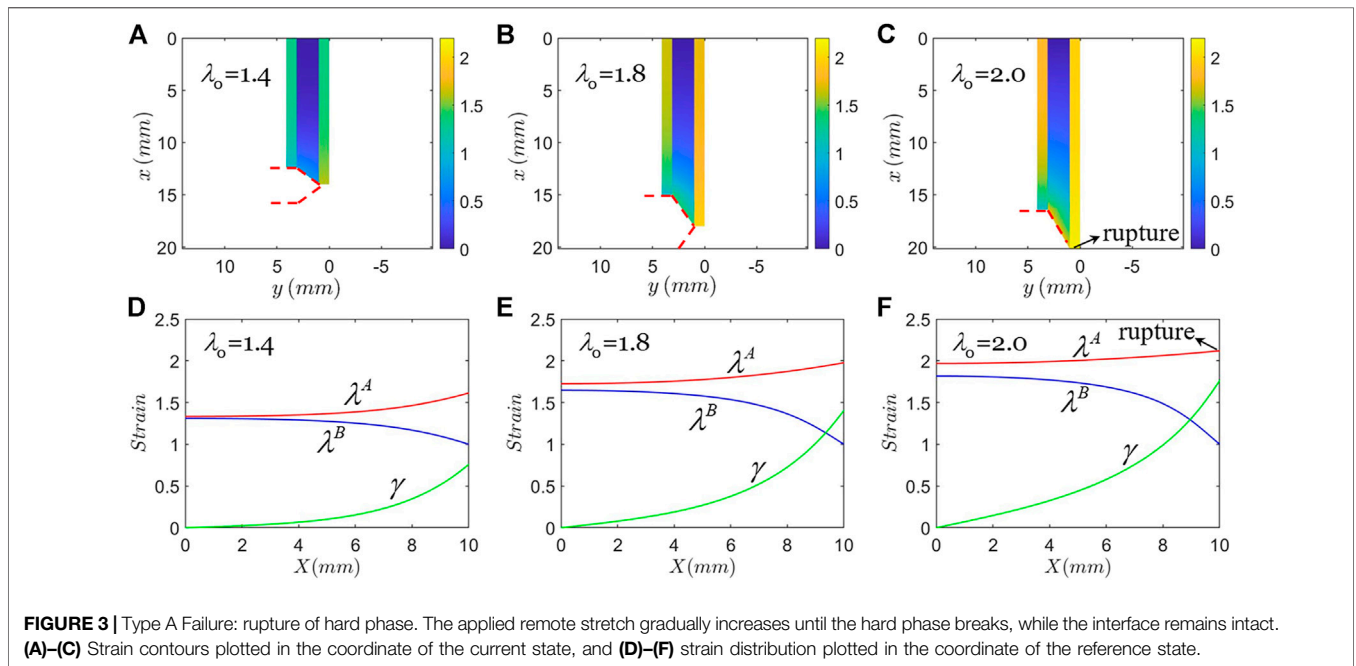 A
B
C
0
5
10
15
20
x (mm)
λo=1.4
10
5
0
-5
y (mm)
2
1.5
1
0.5
0
0
5
10
15
20
x (mm)
λo=1.8
10
5
0
-5
y (mm)
2
1.5
1
0.5
0
0
5
10
15
20
x (mm)
λo=2.0
rupture
10
5
0
-5
y (mm)
2
1.5
1
0.5
0
D
E
F
2.5
2
1.5
1
0.5
0
Strain
λo=1.4
λA
λB
γ
0 2 4 6 8 10
X(mm)
2.5
2
1.5
1
0.5
0
Strain
λo=1.8
λA
λB
γ
0 2 4 6 8 10
X(mm)
2.5
2
1.5
1
0.5
0
Strain
λo=2.0
λA
rupture
λB
γ
0 2 4 6 8 10
X(mm)
FIGURE 3 | Type A Failure: rupture of hard phase. The applied remote stretch gradually increases until the hard phase breaks, while the interface remains intact.
(A)–(C) Strain contours plotted in the coordinate of the current state, and (D)–(F) strain distribution plotted in the coordinate of the reference state.